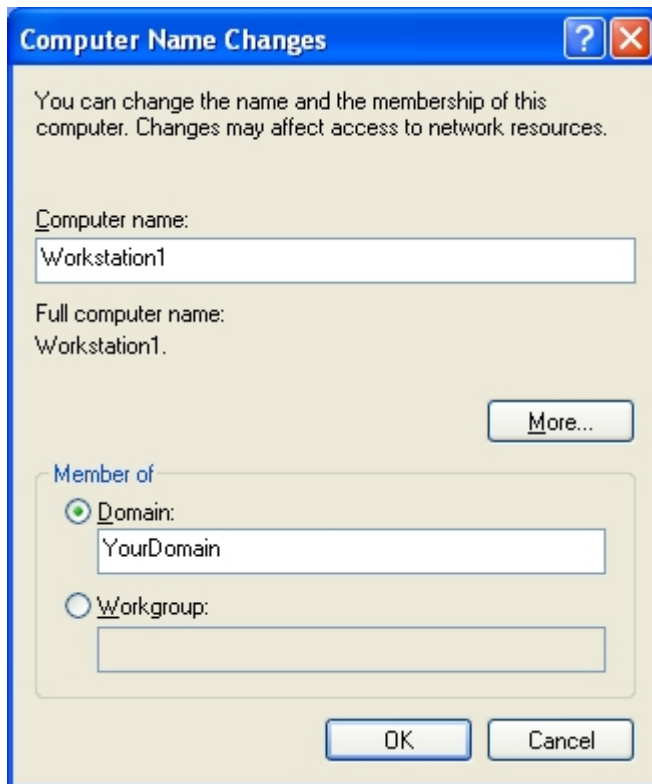 Computer Name Changes
?
You can change the name and the membership of this
computer. Changes may affect access to network resources.
Computer name:
Workstation1
Full computer name:
Workstation1.
More...
Member of
Domain:
YourDomain
Workgroup:
OK Cancel